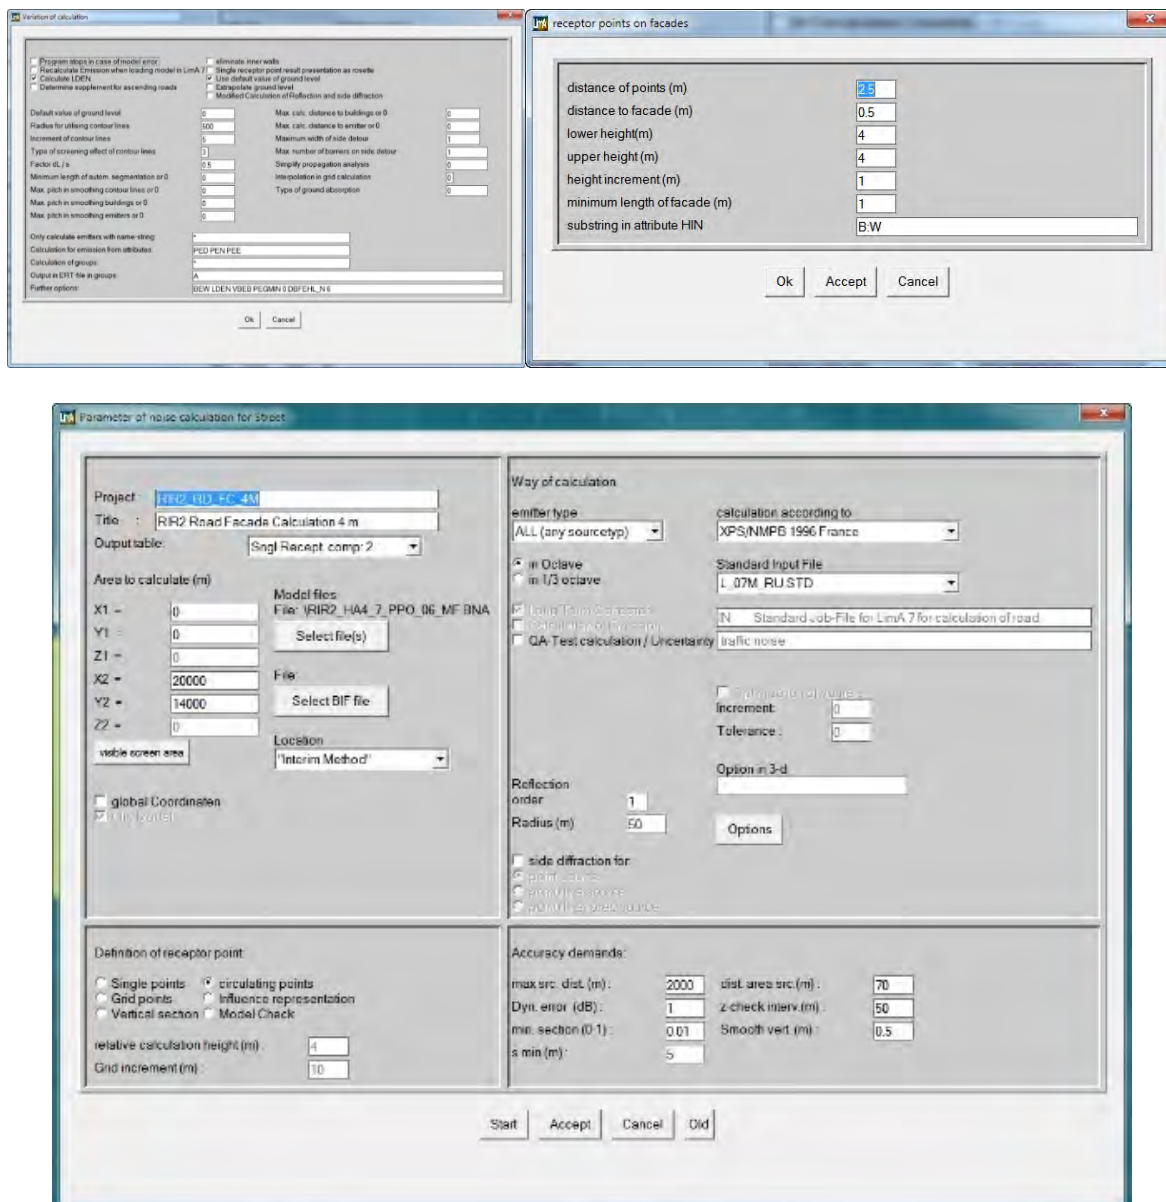 Variation of calculation
Program stops in case of model error
Recalculate Emission when loading model in LimA 7
Calculate LDEN
Determine supplement for ascending roads
eliminate inner walls
Single receptor point result presentation as rosette
Use default value of ground level
Extrapolate ground level
Modified Calculation of Reflection and side diffraction
Default value of ground level 0
Radius for utilising contour lines 500
Increment of contour lines 5
Type of screening effect of contour lines 3
Factor dL / s 0.5
Minimum length of autom. segmentation or 0 0
Max. pitch in smoothing contour lines or 0 0
Max. pitch in smoothing buildings or 0 0
Max. pitch in smoothing emitters or 0 0
Max. calc. distance to buildings or 0 0
Max. calc. distance to emitter or 0 0
Maximum width of side detour 1
Max. number of barriers on side detour 1
Simplify propagation analysis 0
Interpolation in grid calculation 0
Type of ground absorption 0
Only calculate emitters with name-string: *
Calculation for emission from attributes: PED PEN PEE
Calculation of groups: *
Output in ERT-file in groups: A
Further options: BEW LDEN VBEB PEGMIN 0 DBFEHL_N 6
Ok Cancel
receptor points on facades
distance of points (m) 2.5
distance to facade (m) 0.5
lower height(m) 4
upper height (m) 4
height increment (m) 1
minimum length of facade (m) 1
substring in attribute HIN B:W
Ok Accept Cancel
Parameter of noise calculation for Street
Project : RIR2_RD_FC_4M
Title : RIR2 Road Facade Calculation 4 m
Output table: Sngl Recept. comp: 2
Area to calculate (m)
X1 = 0
Y1 = 0
Z1 = 0
X2 = 20000
Y2 = 14000
Z2 = 0
visible screen area
Model files
File: \RIR2_HA4_7_PPO_06_MF.BNA
Select file(s)
File:
Select BIF file
Location
"Interim Method"
global Coordinaten
Way of calculation
emitter type
ALL (any sourcetyp)
calculation according to
XPS/NMPB 1996 France
in Octave
in 1/3 octave
Standard Input File
L_07M_RU.STD
Long Term Correction
N Standard Job-File for LimA 7 for calculation of road
QA-Test calculation / Uncertainty traffic noise
Increment: 0
Tolerance : 0
Option in 3-d
Reflection
order 1
Radius (m) 50
Options
side diffraction for
point source
Definition of receptor point:
Single points circulating points
Grid points Influence representation
Vertical section Model Check
relative calculation height (m) : 4
Grid increment (m) : 10
Accuracy demands:
max src. dist. (m) : 2000 dist. area src.(m) : 70
Dyn. error (dB) : 1 z-check interv.(m) : 50
min. section (0-1) : 0.01 Smooth vert. (m) : 0.5
s min (m) : 5
Start Accept Cancel Old